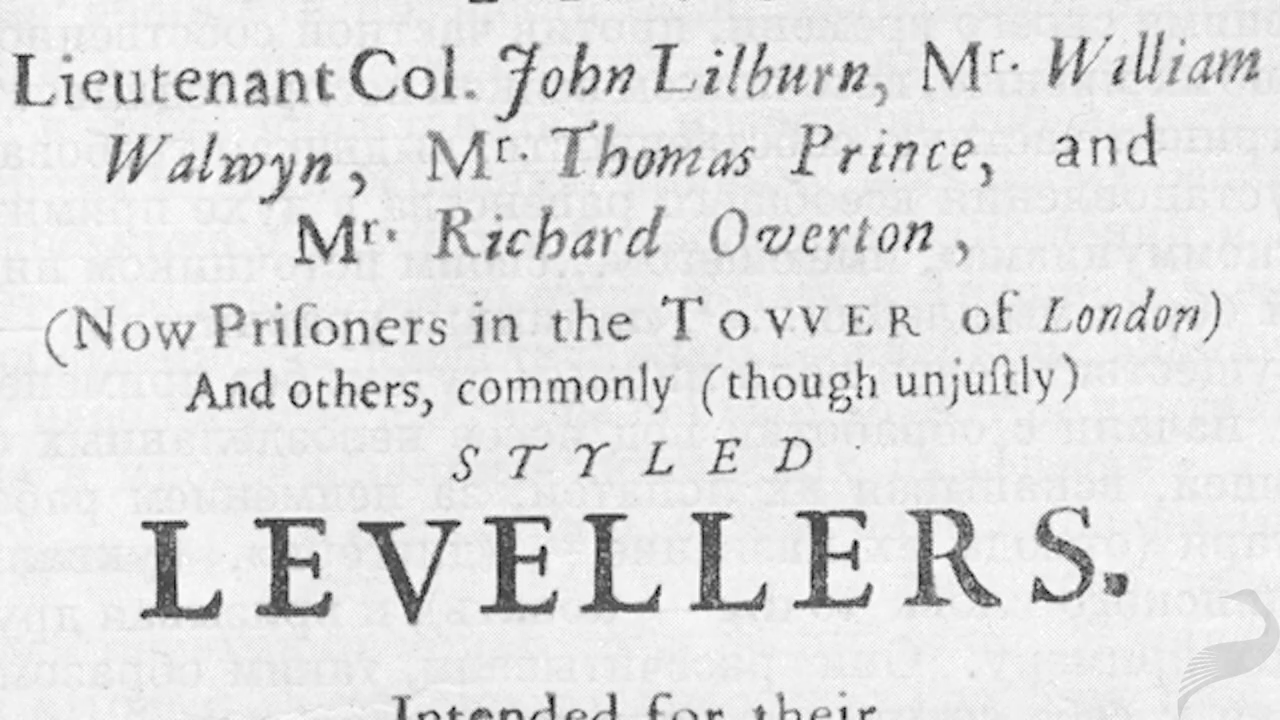 Lieutenant Col. John Lilburn, Mr. William
Walwyn, Mr. Thomas Prince, and
Mr. Richard Overton,
(Now Priſoners in the TOVVER of London)
And others, commonly (though unjuſtly)
STYLED
LEVELLERS.
Intended for their